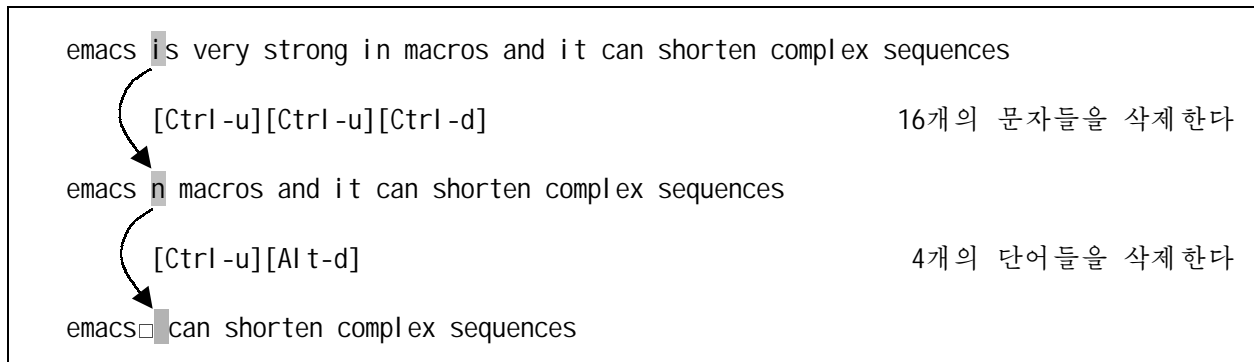 emacs is very strong in macros and it can shorten complex sequences
[Ctrl-u][Ctrl-u][Ctrl-d] 16개의 문자들을 삭제한다
emacs n macros and it can shorten complex sequences
[Ctrl-u][Alt-d] 4개의 단어들을 삭제한다
emacs□ can shorten complex sequences